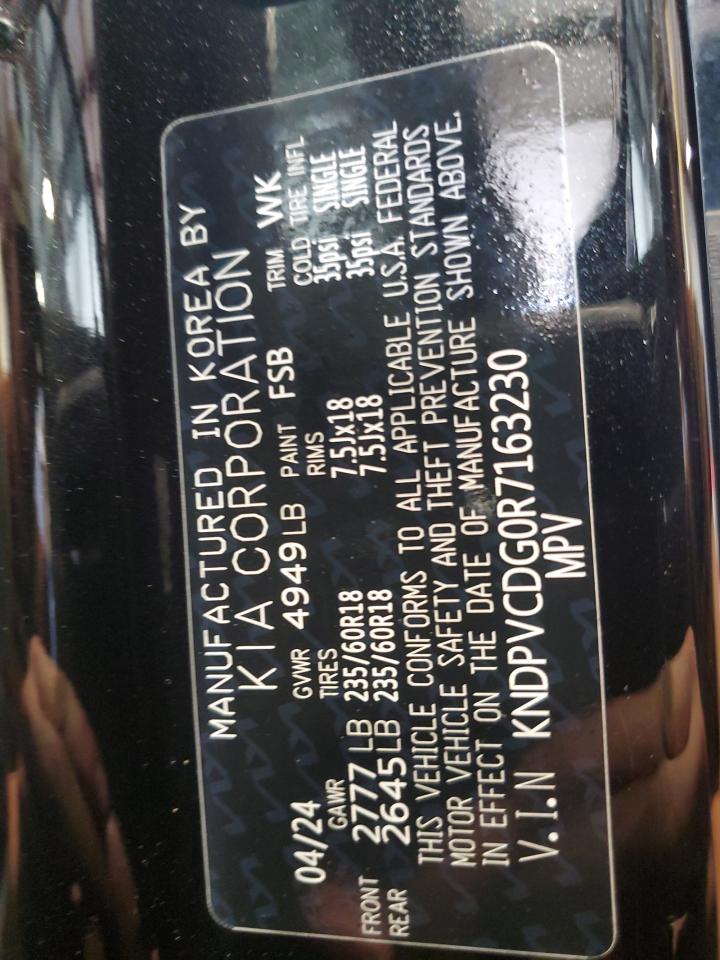 MANUFACTURED IN KOREA BY
KIA CORPORATION
04/24 GVWR 4949LB PAINT FSB TRIM WK
GAWR TIRES RIMS COLD TIRE INFL
FRONT 2777 LB 235/60R18 7.5Jx18 35psi SINGLE
REAR 2645LB 235/60R18 7.5Jx18 35psi SINGLE
THIS VEHICLE CONFORMS TO ALL APPLICABLE U.S.A. FEDERAL
MOTOR VEHICLE SAFETY AND THEFT PREVENTION STANDARDS
IN EFFECT ON THE DATE OF MANUFACTURE SHOWN ABOVE.
V.I.N KNDPVCDG0R7163230
MPV